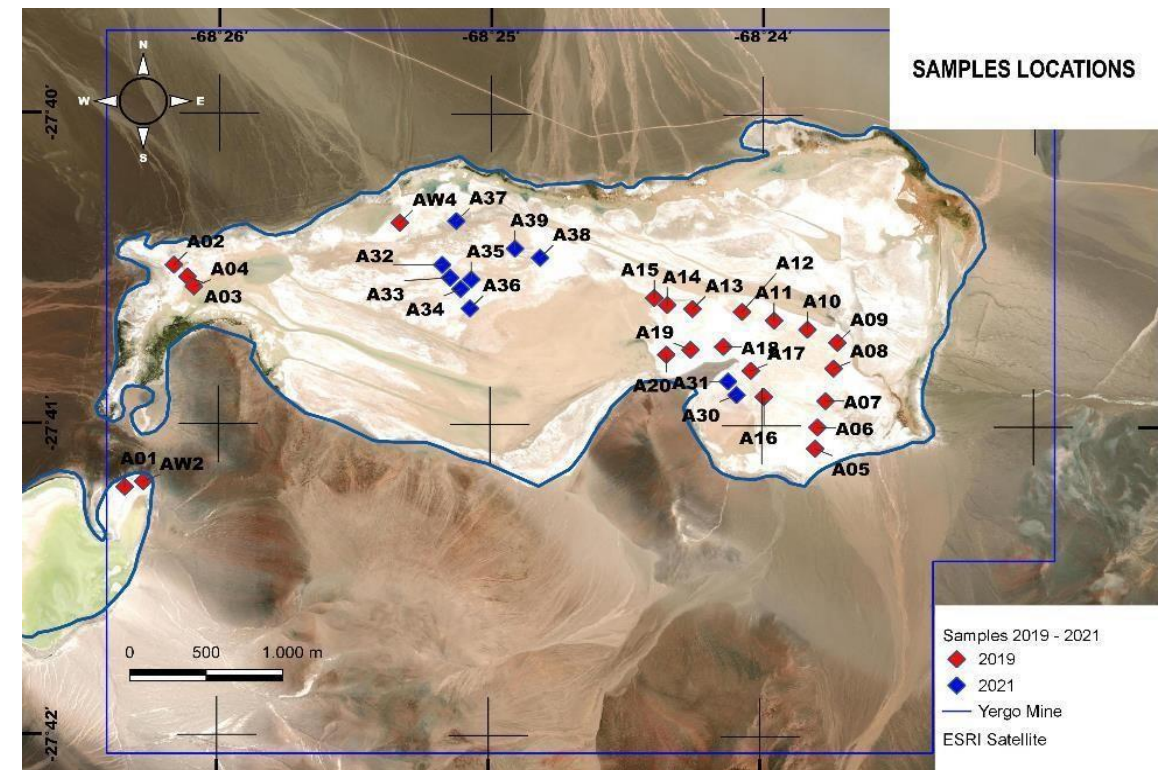 -68°26'
-68°25'
-68°24'
SAMPLES LOCATIONS
N
W
E
S
-27°40'
-27°41'
-27°42'
AW4
A37
A39
A38
A02
A32
A35
A04
A33
A36
A03
A34
A12
A15
A14
A13
A11
A10
A09
A19
A18
A17
A08
A20
A31
A30
A07
A16
A06
A05
A01
AW2
0
500
1.000 m
Samples 2019 - 2021
2019
2021
Yergo Mine
ESRI Satellite